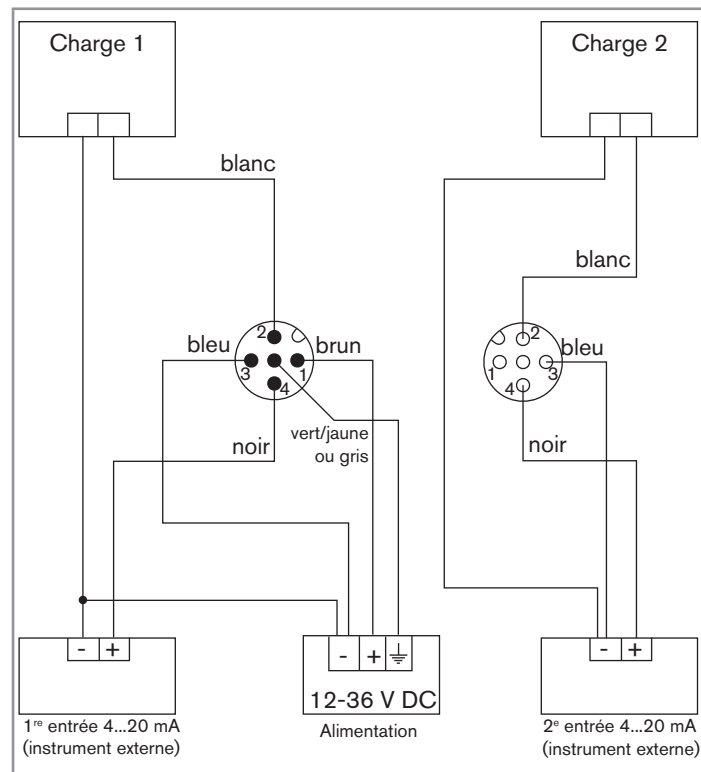 Charge 1
Charge 2
blanc
blanc
2
bleu
brun
3
1
4
2
bleu
1
3
4
noir
vert/jaune
ou gris
noir
- +
- +
- +
12-36 V DC
1re entrée 4...20 mA
(instrument externe)
Alimentation
2e entrée 4...20 mA
(instrument externe)